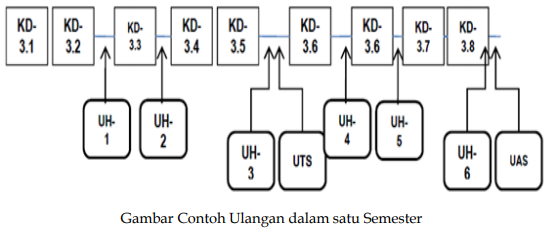 KD-
3.1
KD-
3.2
KD-
3.3
KD-
3.4
KD-
3.5
KD-
3.6
KD-
3.6
KD-
3.7
KD-
3.8
UH-
1
UH-
2
UH-
3
UTS
UH-
4
UH-
5
UH-
6
UAS
Gambar Contoh Ulangan dalam satu Semester